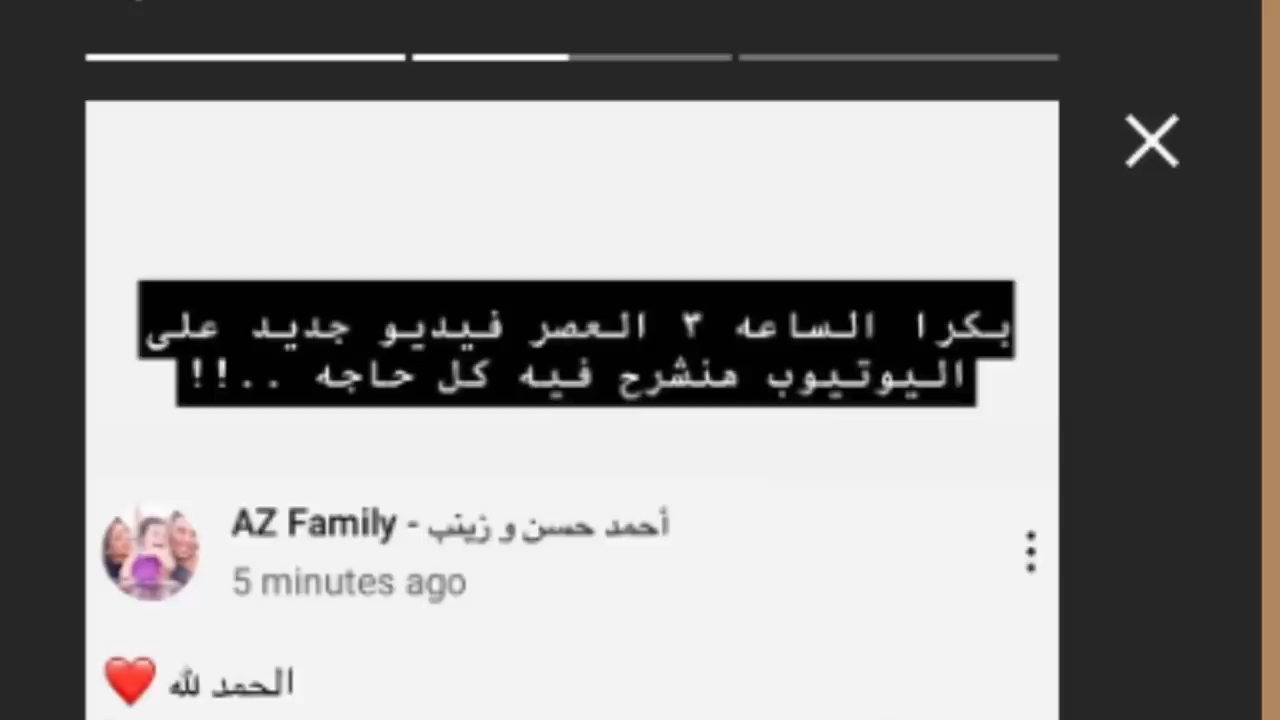 بكرا الساعه ٣ العصر فيديو جديد على
اليوتيوب هنشرح فيه كل حاجه ..!!
AZ Family - أحمد حسن و زينب
5 minutes ago
الحمد لله ❤️